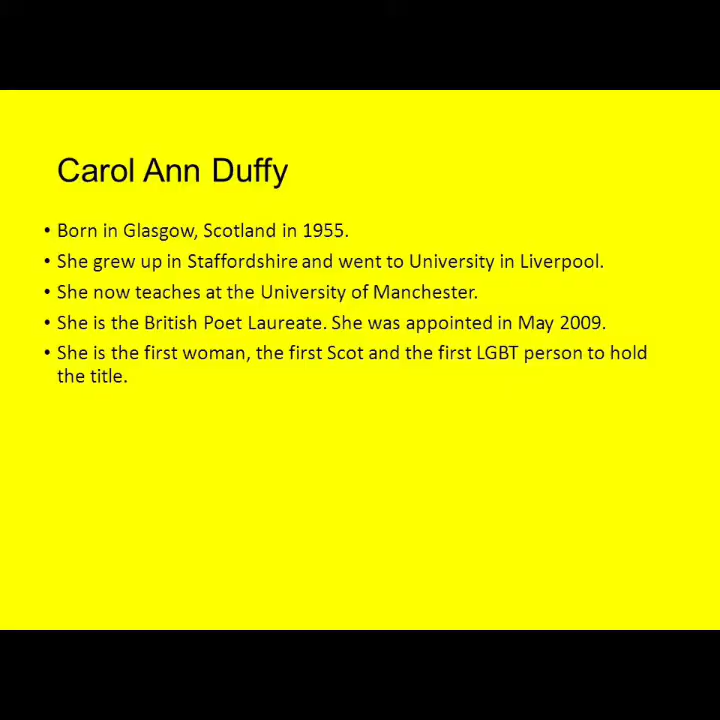 Carol Ann Duffy
• Born in Glasgow, Scotland in 1955.
• She grew up in Staffordshire and went to University in Liverpool.
• She now teaches at the University of Manchester.
• She is the British Poet Laureate. She was appointed in May 2009.
• She is the first woman, the first Scot and the first LGBT person to hold
the title.